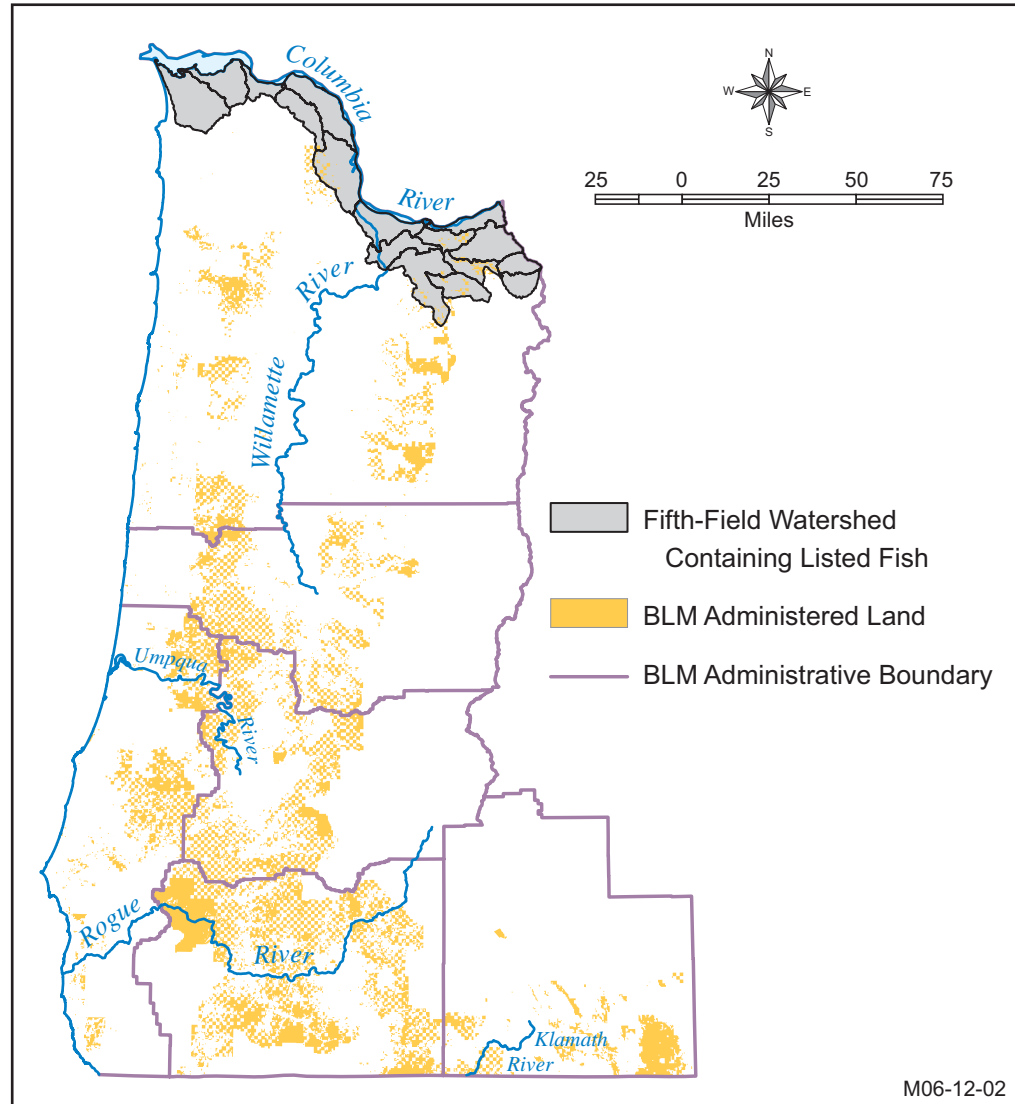 Columbia
River
N
W E
S
25 0 25 50 75
Miles
River
Willamette
Fifth-Field Watershed
Containing Listed Fish
BLM Administered Land
BLM Administrative Boundary
Umpqua
River
Rogue
River
Klamath
River
M06-12-02